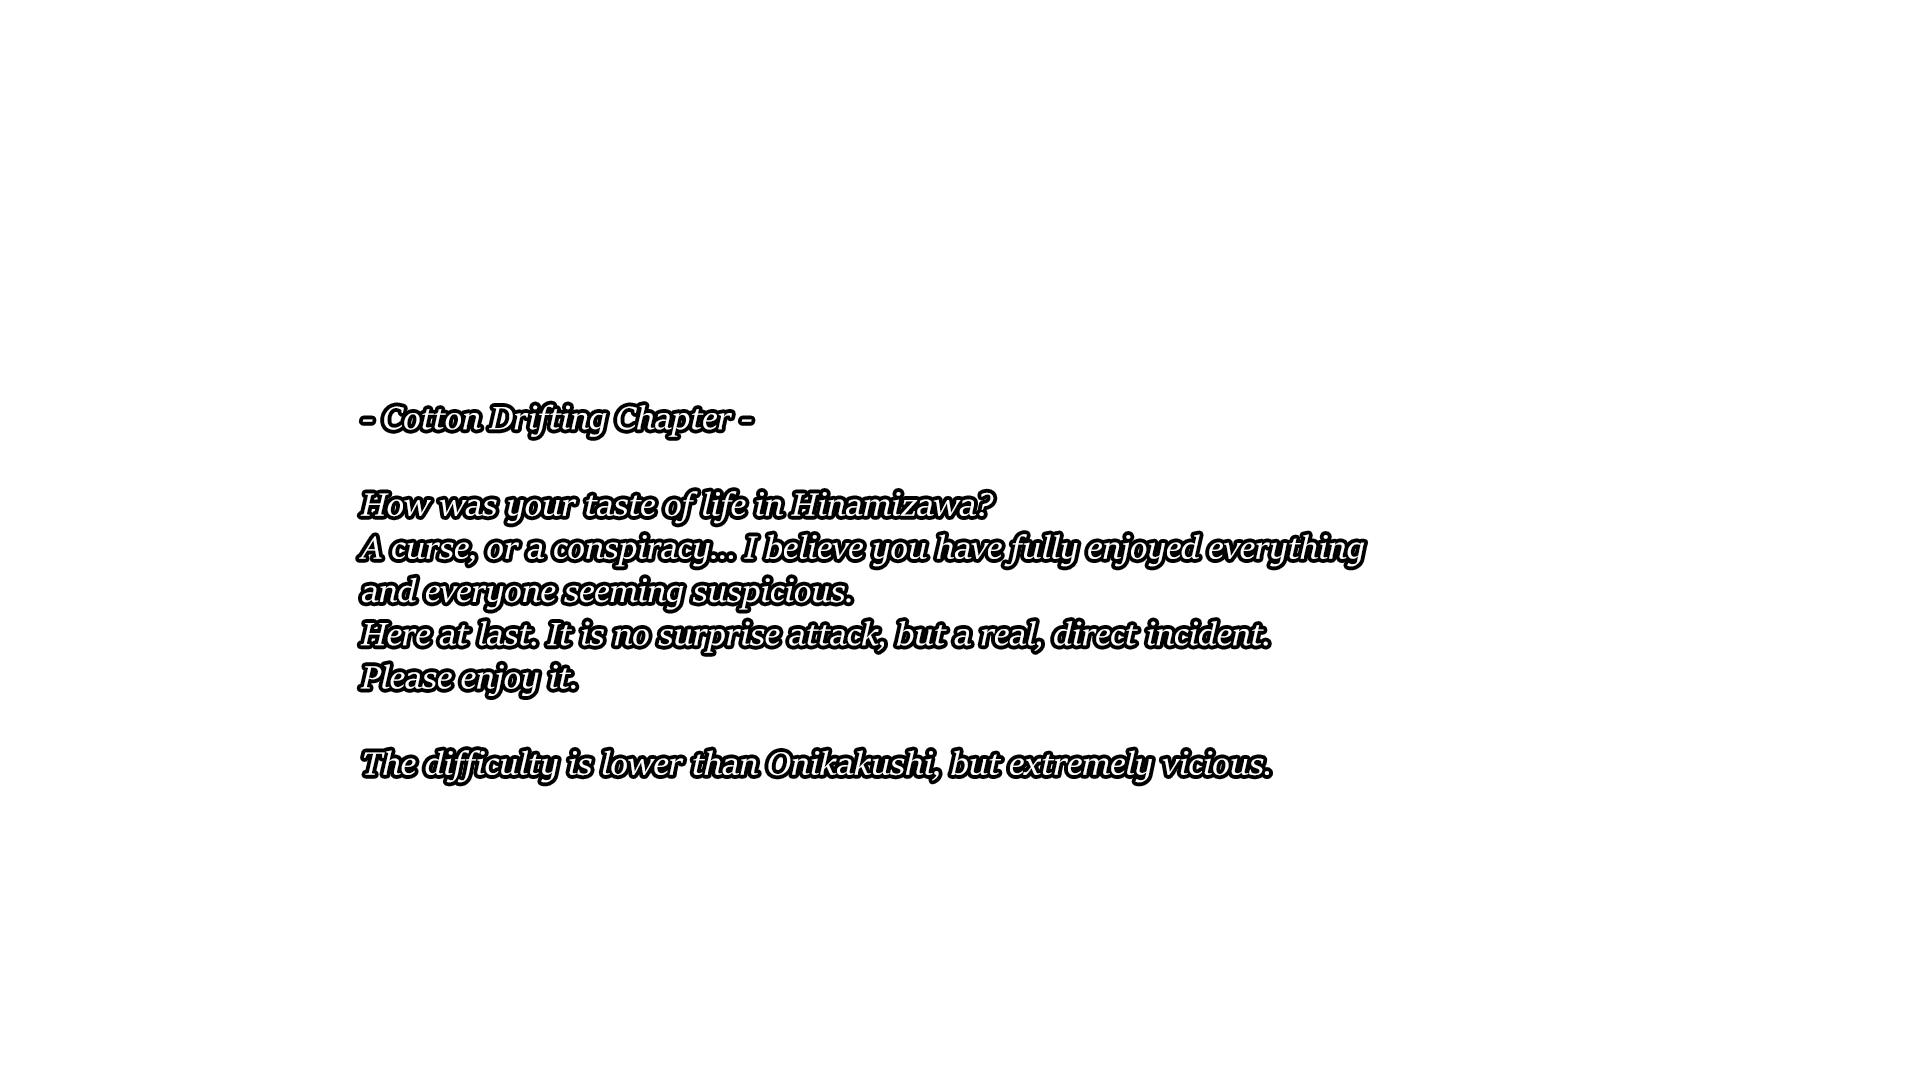 - Cotton Drifting Chapter -
How was your taste of life in Hinamizawa?
A curse, or a conspiracy... I believe you have fully enjoyed everything
and everyone seeming suspicious.
Here at last. It is no surprise attack, but a real, direct incident.
Please enjoy it.
The difficulty is lower than Onikakushi, but extremely vicious.